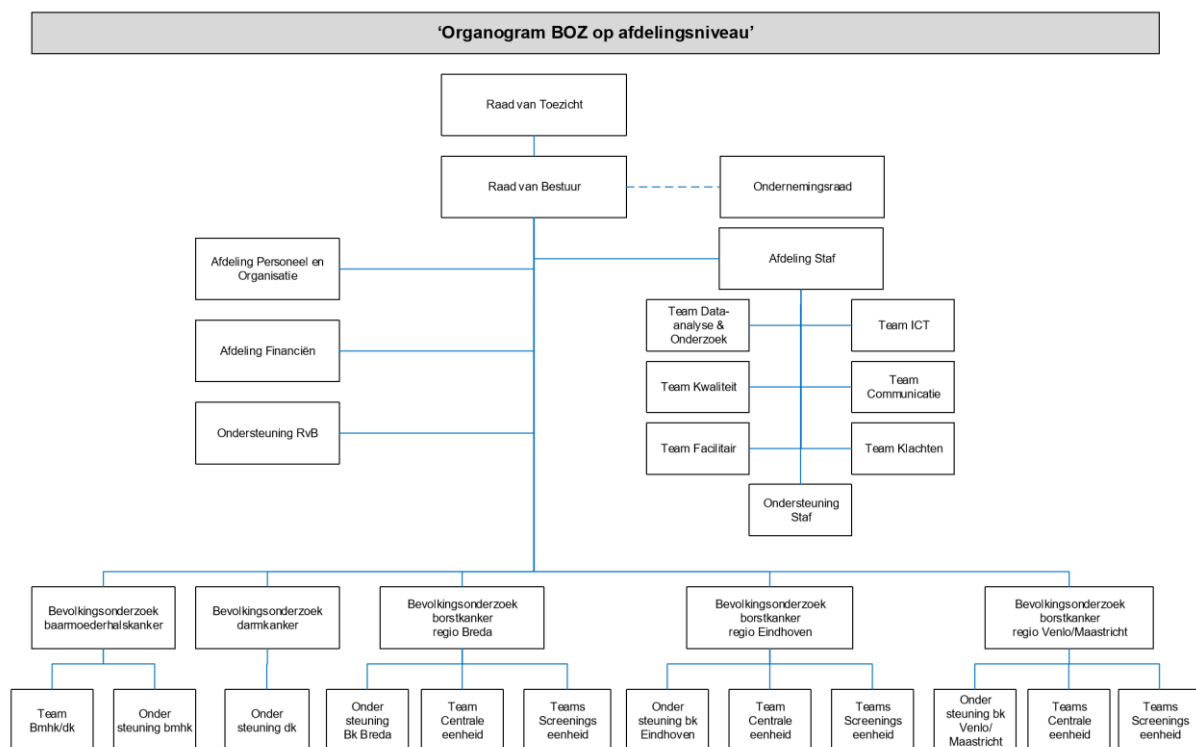 ‘Organogram BOZ op afdelingsniveau’
Raad van Toezicht
Raad van Bestuur
Ondernemingsraad
Afdeling Personeel en
Organisatie
Afdeling Staf
Afdeling Financiën
Ondersteuning RvB
Team Data-
analyse &
Onderzoek
Team ICT
Team Kwaliteit
Team
Communicatie
Team Facilitair
Team Klachten
Ondersteuning
Staf
Bevolkingsonderzoek
baarmoederhalskanker
Bevolkingsonderzoek
darmkanker
Bevolkingsonderzoek
borstkanker
regio Breda
Bevolkingsonderzoek
borstkanker
regio Eindhoven
Bevolkingsonderzoek
borstkanker
regio Venlo/Maastricht
Team
Bmhk/dk
Onder
steuning bmhk
Onder
steuning dk
Onder
steuning
Bk Breda
Team
Centrale
eenheid
Teams
Screenings
eenheid
Onder
steuning bk
Eindhoven
Team
Centrale
eenheid
Teams
Screenings
eenheid
Onder
steuning bk
Venlo/
Maastricht
Teams
Centrale
eenheid
Teams
Screenings
eenheid